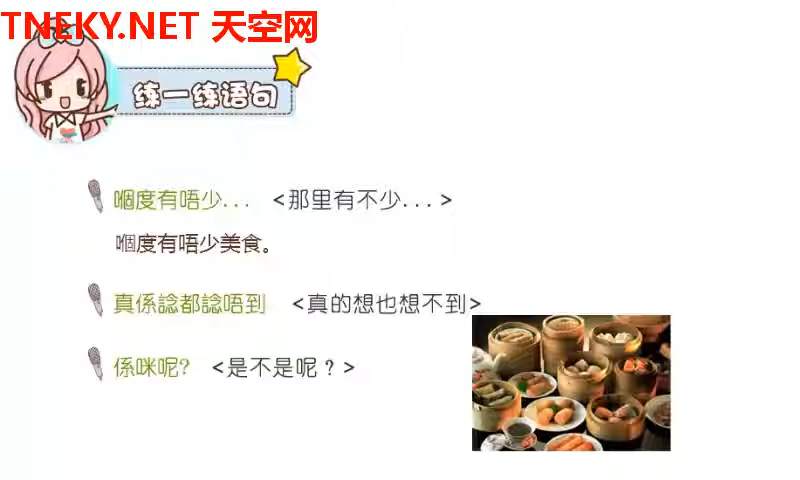 TNEKY.NET 天空网
练一练语句
嗰度有唔少... <那里有不少...>
嗰度有唔少美食。
真係諗都諗唔到 <真的想也想不到>
係咪呢? <是不是呢？>